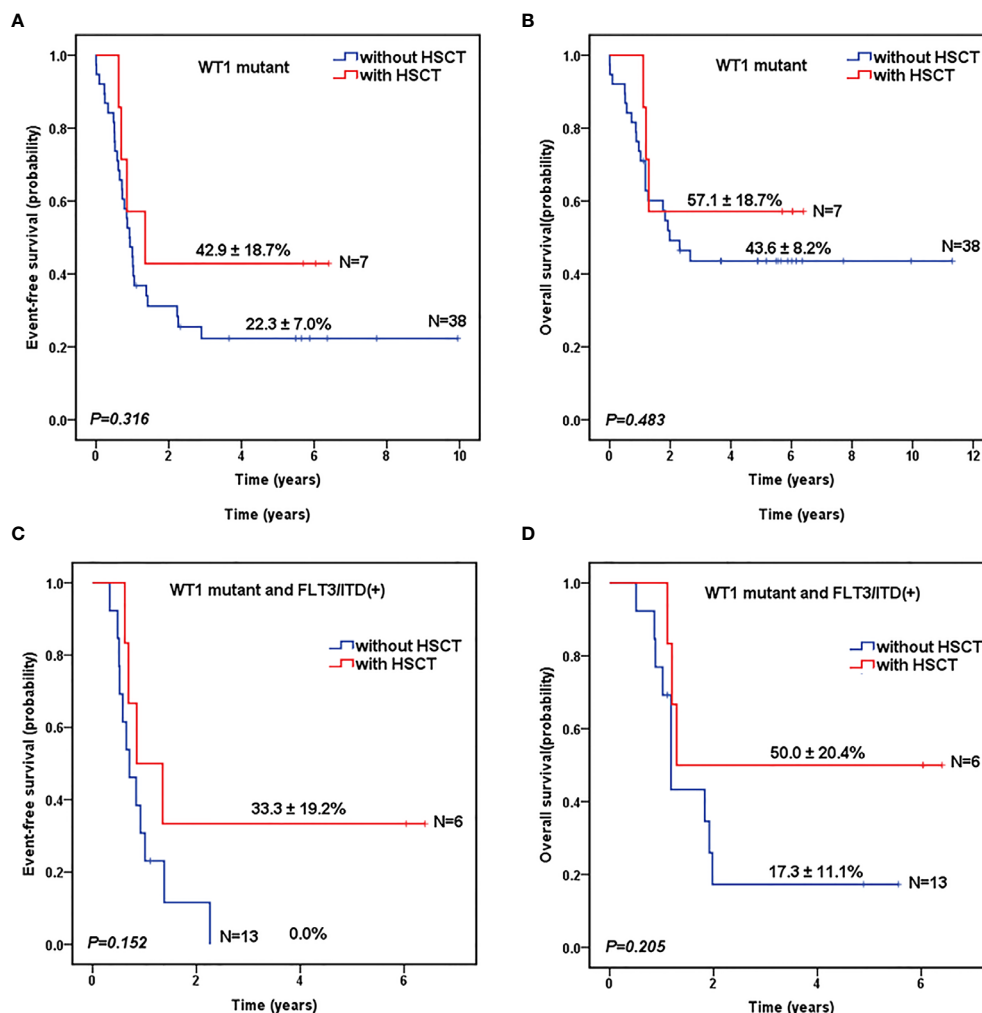 A
WT1 mutant
without HSCT
with HSCT
1.0
0.8
0.6
0.4
0.2
0.0
Event-free survival (probability)
42.9 ± 18.7%
N=7
22.3 ± 7.0%
N=38
P=0.316
0 2 4 6 8 10
Time (years)
Time (years)
B
WT1 mutant
without HSCT
with HSCT
1.0
0.8
0.6
0.4
0.2
0.0
Overall survival(probability)
57.1 ± 18.7%
N=7
43.6 ± 8.2%
N=38
P=0.483
0 2 4 6 8 10 12
Time (years)
Time (years)
C
WT1 mutant and FLT3/ITD(+)
without HSCT
with HSCT
1.0
0.8
0.6
0.4
0.2
0.0
Event-free survival (probability)
33.3 ± 19.2%
N=6
N=13
0.0%
P=0.152
0 2 4 6
Time (years)
D
WT1 mutant and FLT3/ITD(+)
without HSCT
with HSCT
1.0
0.8
0.6
0.4
0.2
0.0
Overall survival(probability)
50.0 ± 20.4%
N=6
17.3 ± 11.1%
N=13
P=0.205
0 2 4 6
Time (years)